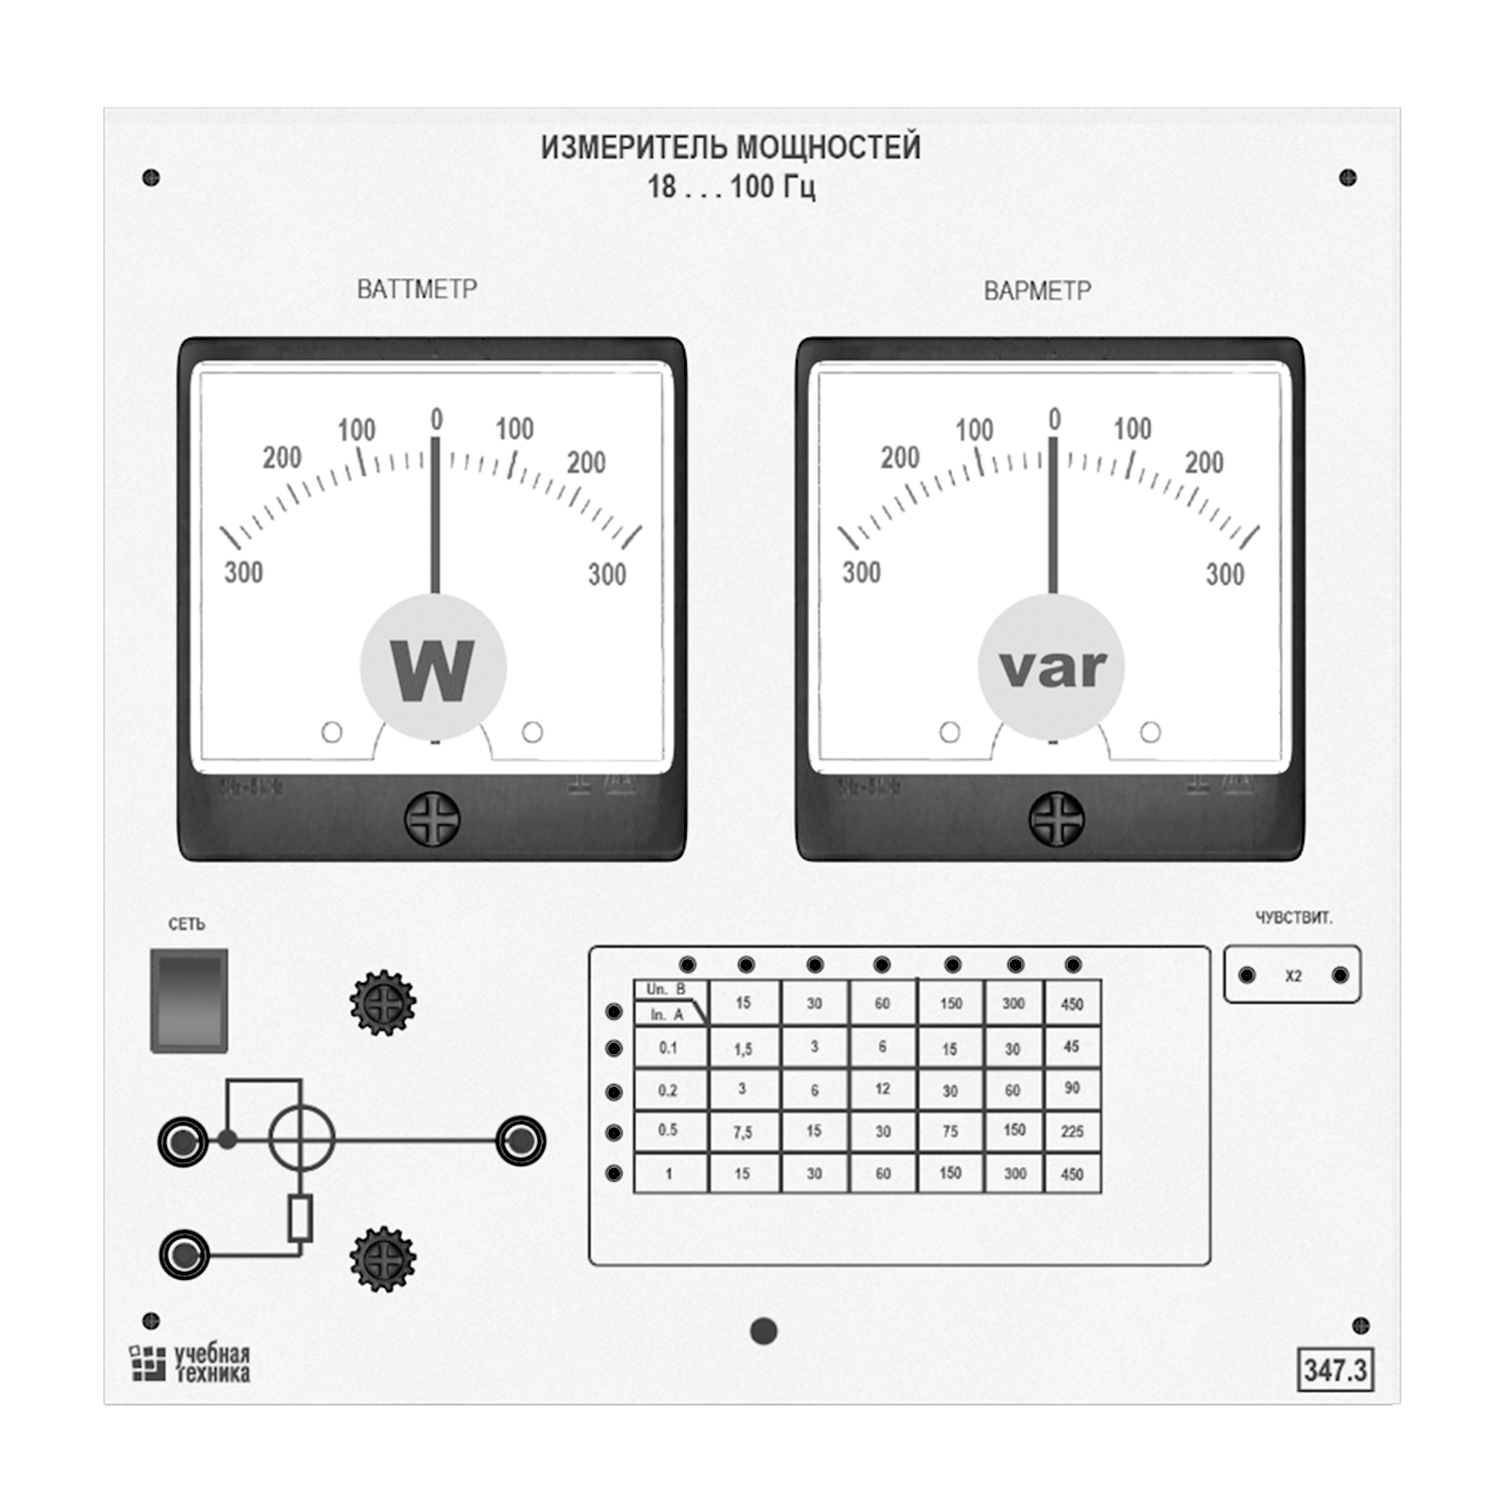 ИЗМЕРИТЕЛЬ МОЩНОСТЕЙ
18 . . . 100 Гц
ВАТТМЕТР
ВАРМЕТР
300 200 100 0 100 200 300
W
300 200 100 0 100 200 300
var
СЕТЬ
ЧУВСТВИТ.
X2
Un. В 15 30 60 150 300 450
In. А
0.1 1,5 3 6 15 30 45
0.2 3 6 12 30 60 90
0.5 7,5 15 30 75 150 225
1 15 30 60 150 300 450
учебная
техника
347.3